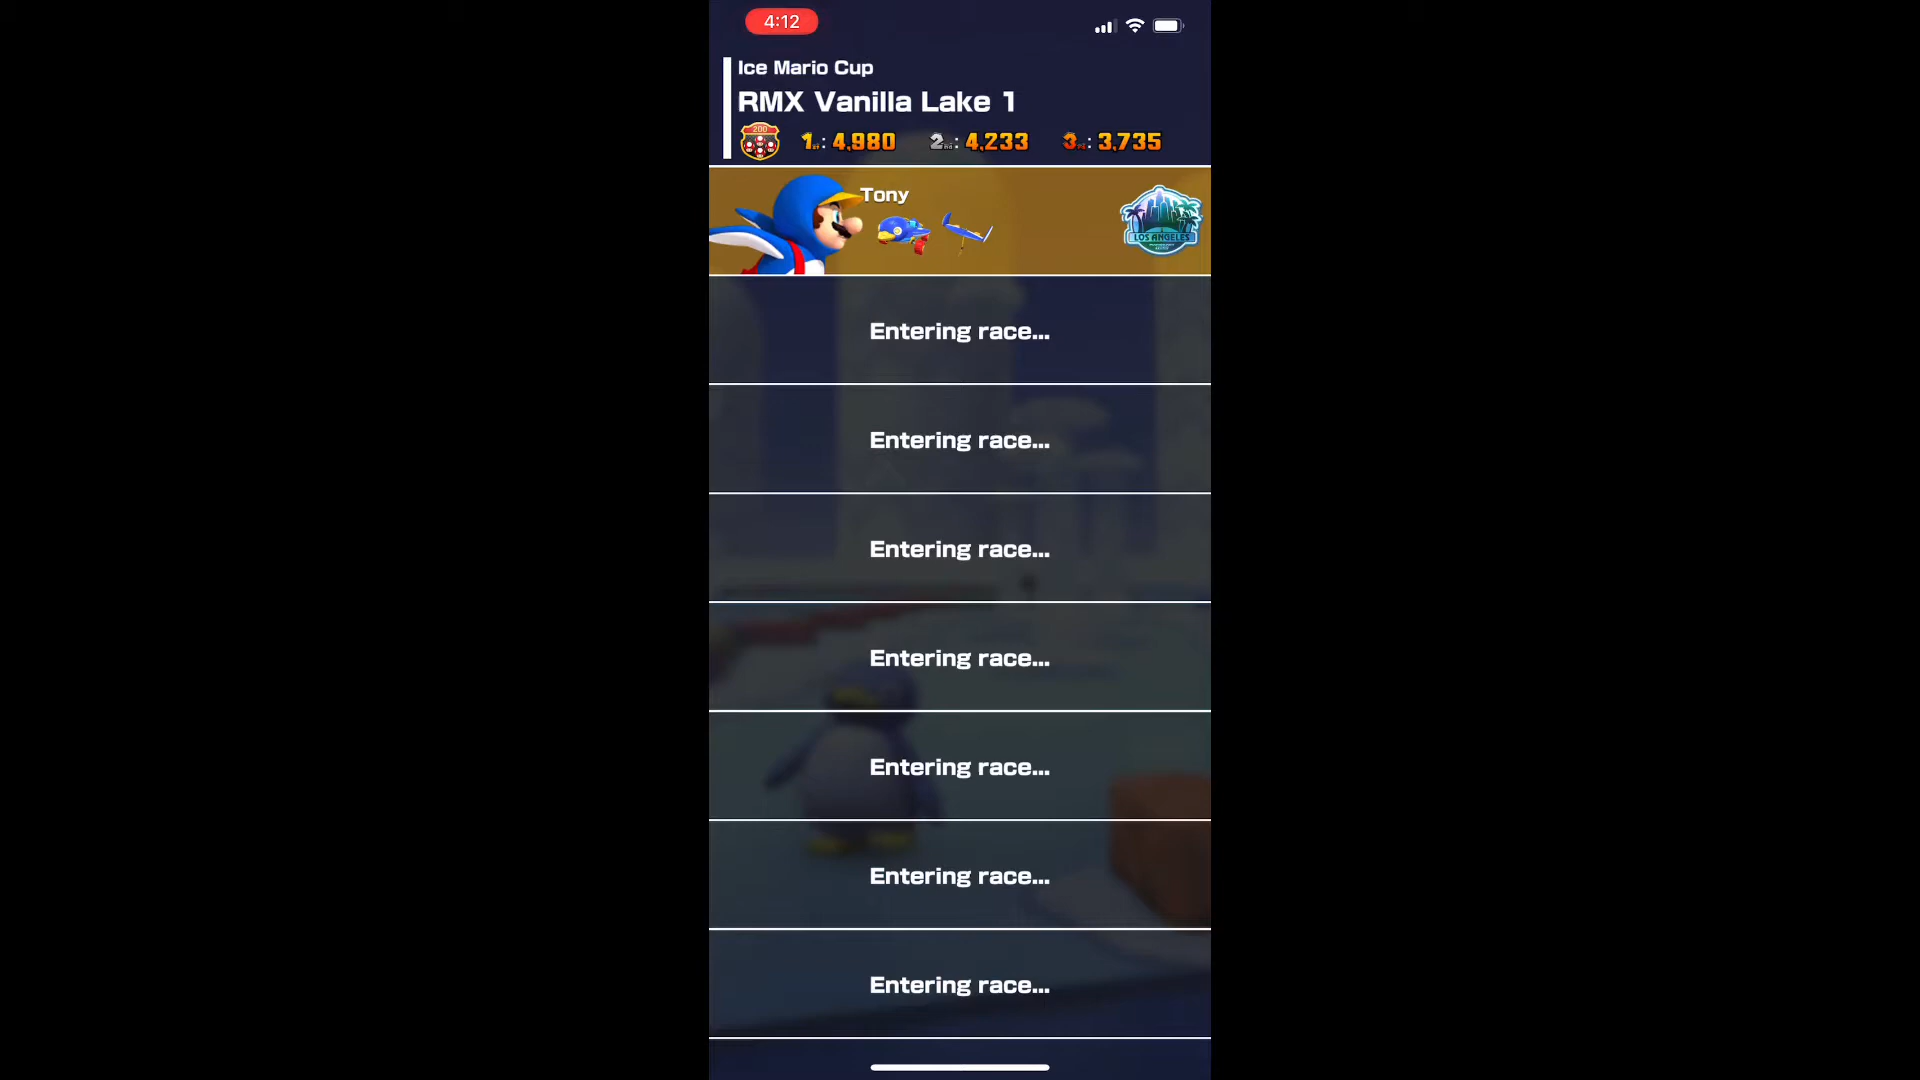 4:12
Ice Mario Cup
RMX Vanilla Lake 1
200 1st: 4,980 2nd: 4,233 3rd: 3,735
Tony
LOS ANGELES
Entering race...
Entering race...
Entering race...
Entering race...
Entering race...
Entering race...
Entering race...